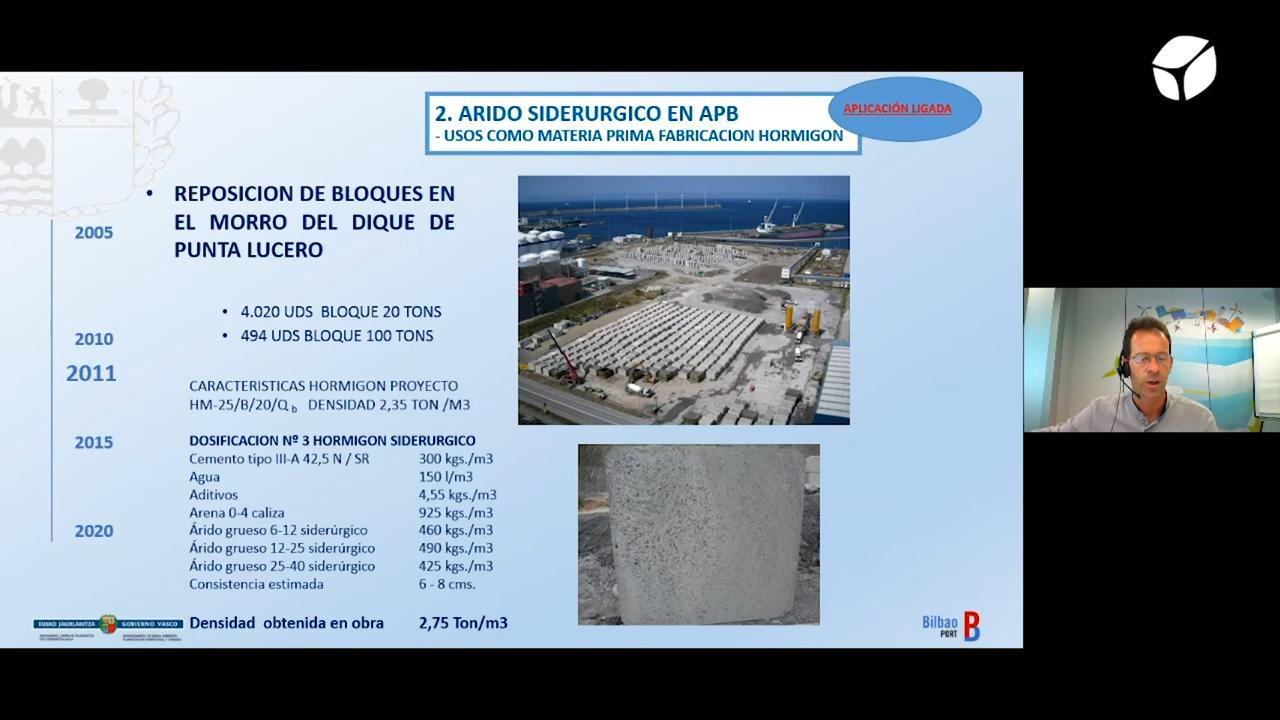 2. ARIDO SIDERURGICO EN APB
- USOS COMO MATERIA PRIMA FABRICACION HORMIGON
APLICACIÓN LIGADA
• REPOSICION DE BLOQUES EN
EL MORRO DEL DIQUE DE
PUNTA LUCERO
• 4.020 UDS BLOQUE 20 TONS
• 494 UDS BLOQUE 100 TONS
2005
2010
2011
2015
2020
CARACTERISTICAS HORMIGON PROYECTO
HM-25/B/20/Q b DENSIDAD 2,35 TON /M3
DOSIFICACION Nº 3 HORMIGON SIDERURGICO
Cemento tipo III-A 42,5 N / SR 300 kgs./m3
Agua 150 l/m3
Aditivos 4,55 kgs./m3
Arena 0-4 caliza 925 kgs./m3
Árido grueso 6-12 siderúrgico 460 kgs./m3
Árido grueso 12-25 siderúrgico 490 kgs./m3
Árido grueso 25-40 siderúrgico 425 kgs./m3
Consistencia estimada 6 - 8 cms.
Densidad obtenida en obra 2,75 Ton/m3
EUSKO JAURLARITZA GOBIERNO VASCO
Bilbao
PORT